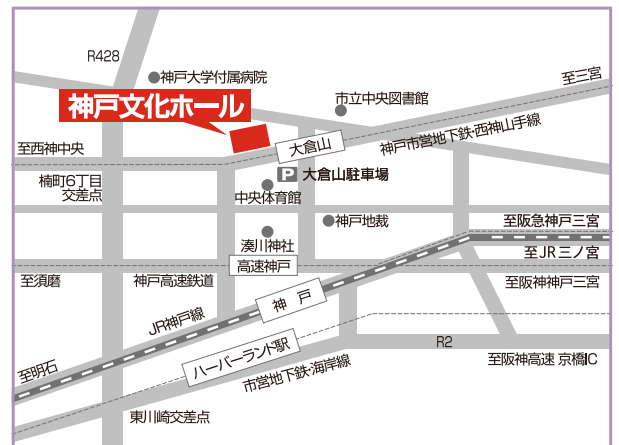 R428
神戸大学付属病院
至三宮
神戸文化ホール
市立中央図書館
大倉山
神戸市営地下鉄・西神山手線
至西神中央
P 大倉山駐車場
楠町6丁目
交差点
中央体育館
神戸地裁
至阪急神戸三宮
湊川神社
至JR三ノ宮
高速神戸
至須磨
神戸高速鉄道
至阪神神戸三宮
神戸
JR神戸線
ハーバーランド駅
R2
至阪神高速 京橋IC
至明石
市営地下鉄・海岸線
東川崎交差点